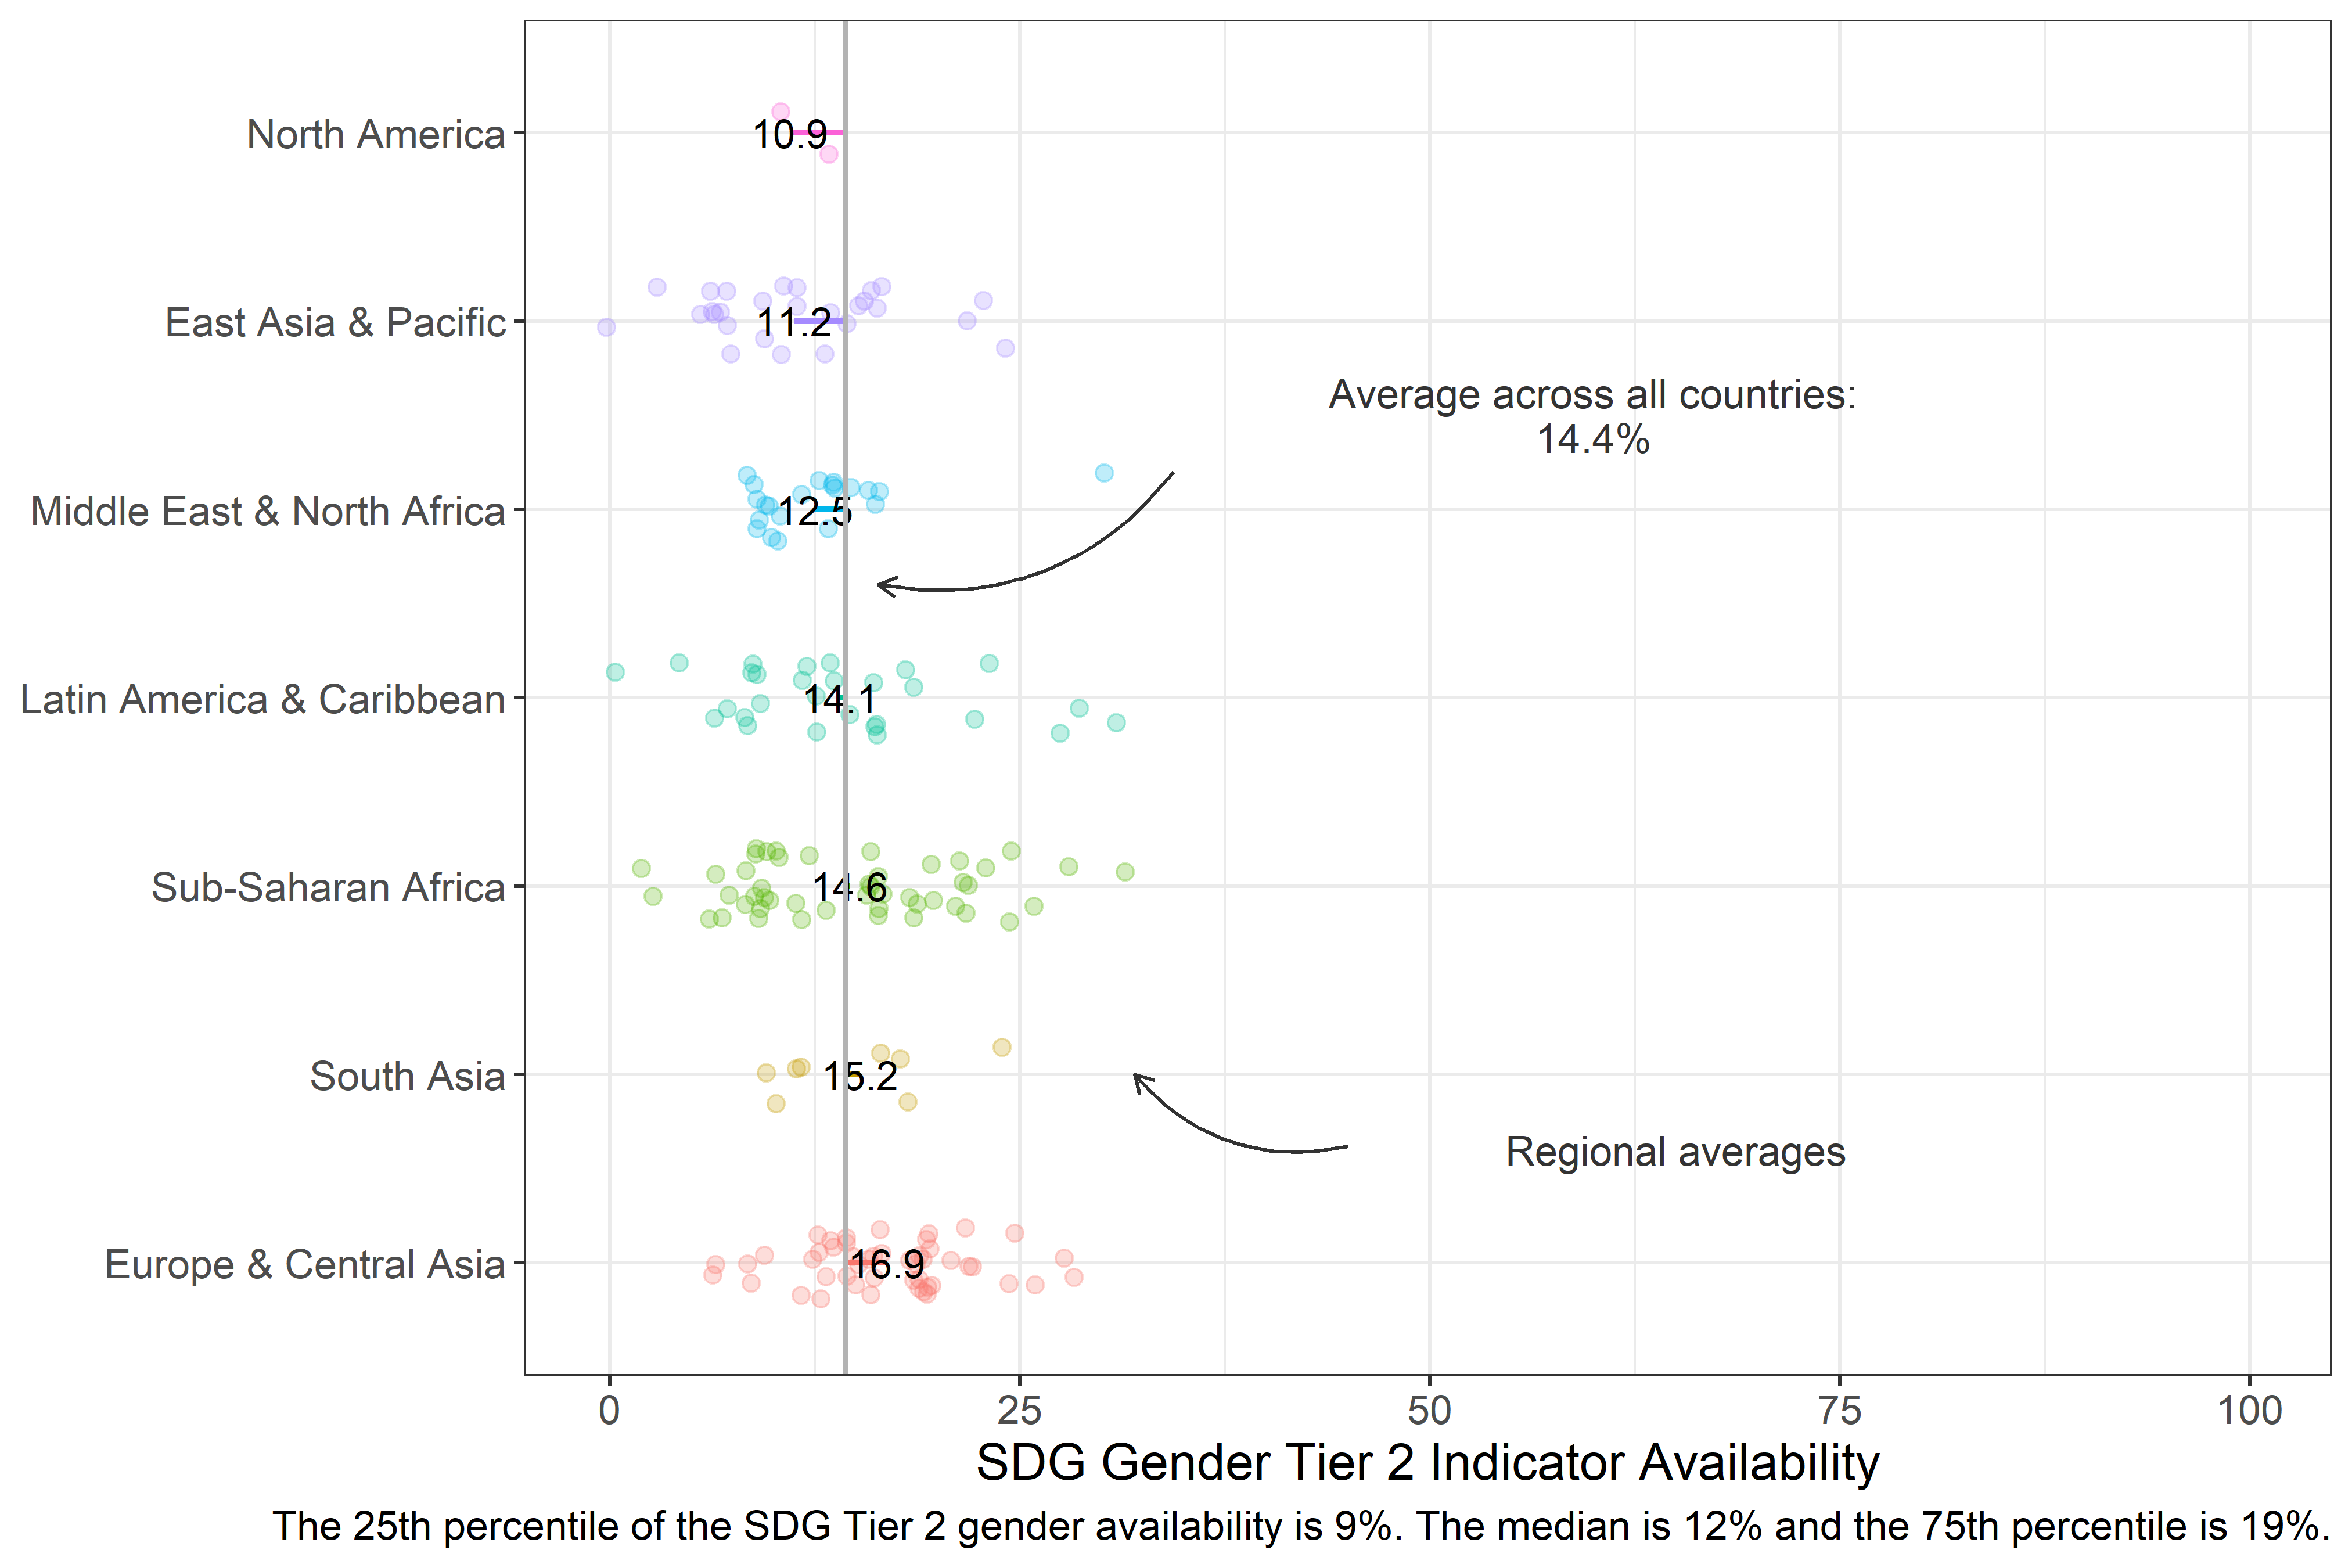 North America
10.9
East Asia & Pacific
11.2
Average across all countries:
14.4%
Middle East & North Africa
12.5
Latin America & Caribbean
14.1
Sub-Saharan Africa
14.6
South Asia
15.2
Regional averages
Europe & Central Asia
16.9
0 25 50 75 100
SDG Gender Tier 2 Indicator Availability
The 25th percentile of the SDG Tier 2 gender availability is 9%. The median is 12% and the 75th percentile is 19%.